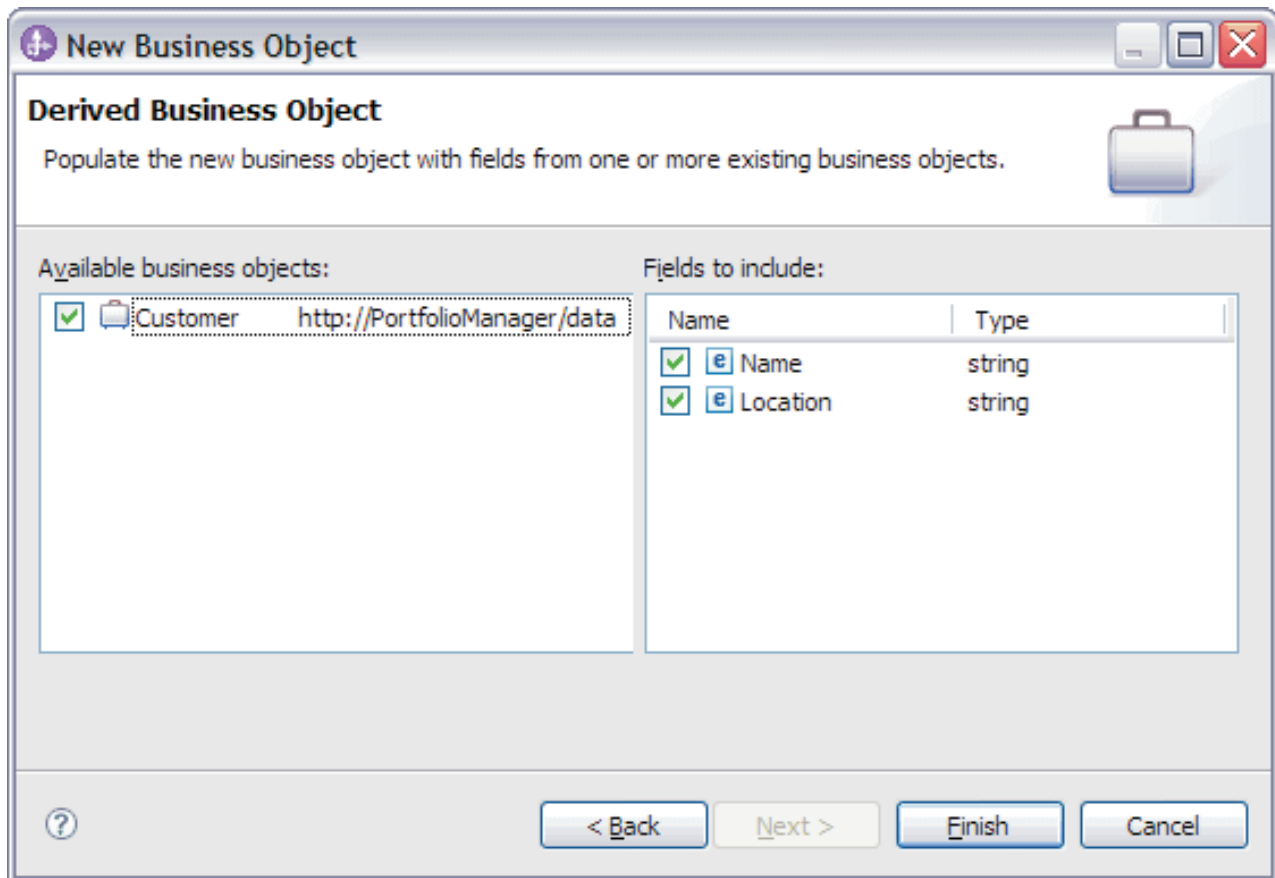 New Business Object
Derived Business Object
Populate the new business object with fields from one or more existing business objects.
Available business objects:
Customer http://PortfolioManager/data
Fields to include:
Name Type
e Name string
e Location string
?
< Back Next > Finish Cancel